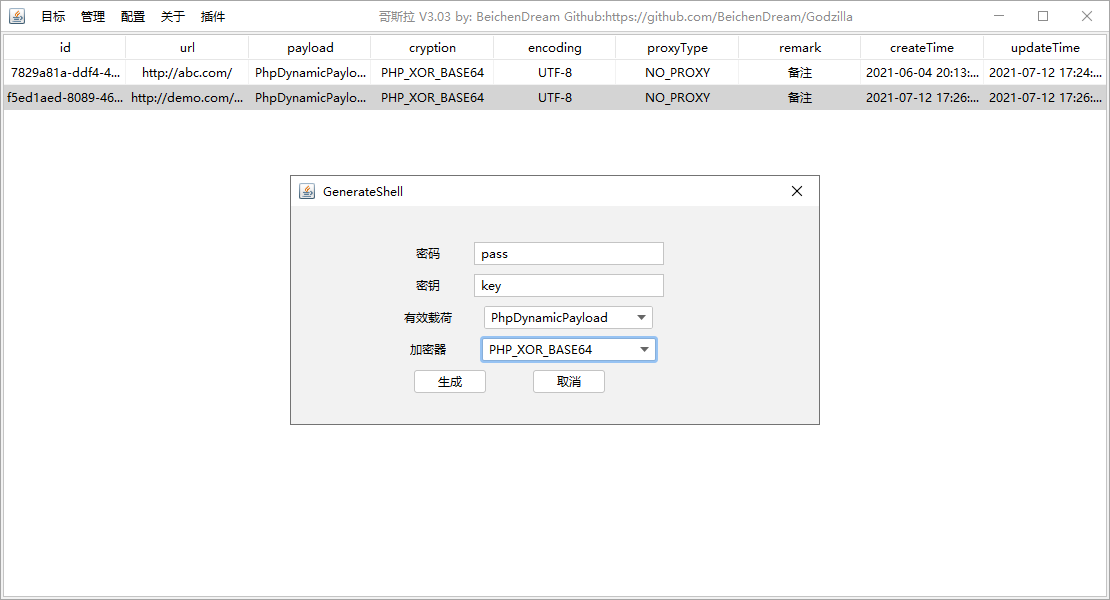 目标 管理 配置 关于 插件 哥斯拉 V3.03 by: BeichenDream Github:https://github.com/BeichenDream/Godzilla
id url payload cryption encoding proxyType remark createTime updateTime
7829a81a-ddf4-4... http://abc.com/ PhpDynamicPaylo... PHP_XOR_BASE64 UTF-8 NO_PROXY 备注 2021-06-04 20:13:... 2021-07-12 17:24:...
f5ed1aed-8089-46... http://demo.com/... PhpDynamicPaylo... PHP_XOR_BASE64 UTF-8 NO_PROXY 备注 2021-07-12 17:26:... 2021-07-12 17:26:...
GenerateShell
密码 pass
密钥 key
有效载荷 PhpDynamicPayload
加密器 PHP_XOR_BASE64
生成 取消